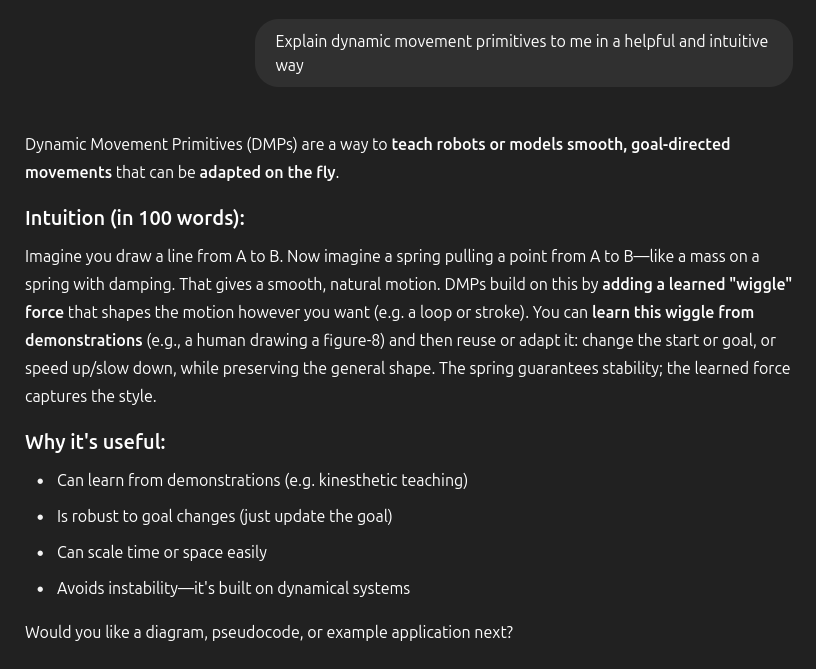 Explain dynamic movement primitives to me in a helpful and intuitive
way
Dynamic Movement Primitives (DMPs) are a way to teach robots or models smooth, goal-directed
movements that can be adapted on the fly.
Intuition (in 100 words):
Imagine you draw a line from A to B. Now imagine a spring pulling a point from A to B—like a mass on a
spring with damping. That gives a smooth, natural motion. DMPs build on this by adding a learned "wiggle"
force that shapes the motion however you want (e.g. a loop or stroke). You can learn this wiggle from
demonstrations (e.g., a human drawing a figure-8) and then reuse or adapt it: change the start or goal, or
speed up/slow down, while preserving the general shape. The spring guarantees stability; the learned force
captures the style.
Why it's useful:
• Can learn from demonstrations (e.g. kinesthetic teaching)
• Is robust to goal changes (just update the goal)
• Can scale time or space easily
• Avoids instability—it's built on dynamical systems
Would you like a diagram, pseudocode, or example application next?